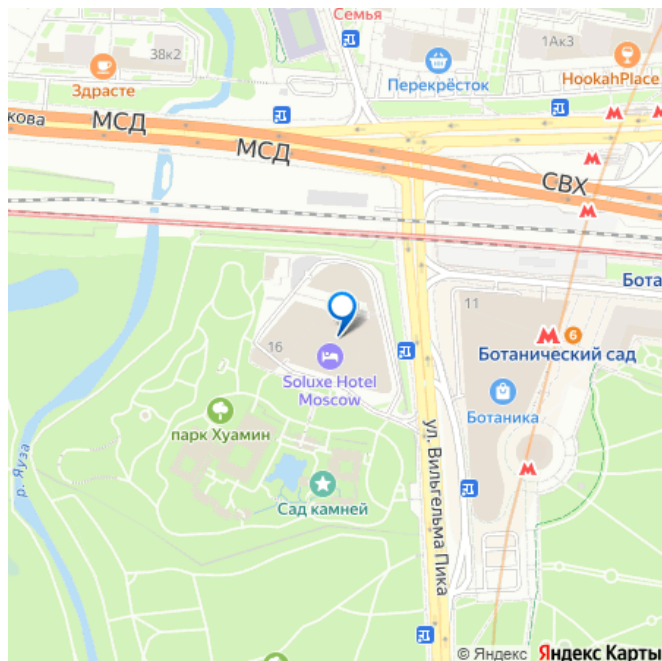 Семья
38к2
1Ак3
Здрасте
Перекрёсток
HookahPlace
кова
МСД
МСД
СВХ
Бота
11
16
6
Ботанический сад
Soluxe Hotel
Moscow
Ботаника
парк Хуамин
ул. Вильгельма Пика
р. Яуза
Сад камней
© Яндекс Яндекс Карты